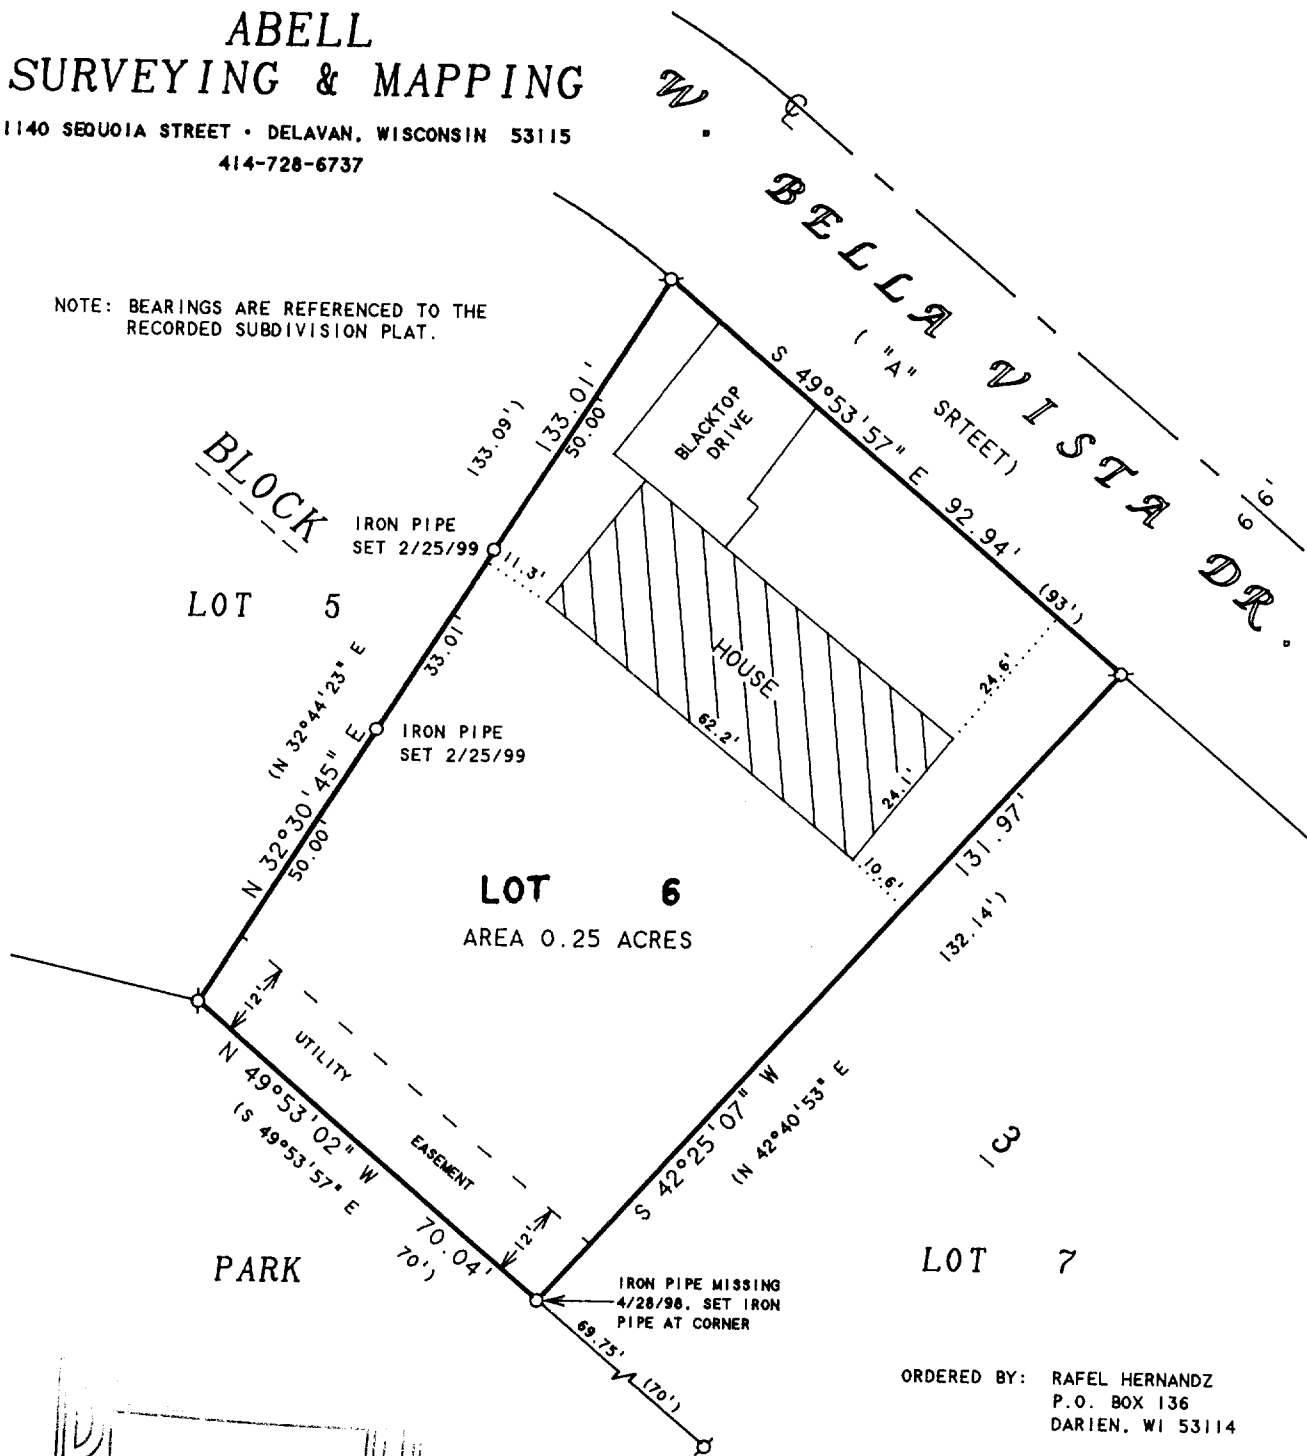 ABELL
SURVEYING & MAPPING
1140 SEQUOIA STREET • DELAVAN, WISCONSIN 53115
414-728-6737
W. BELLA VISTA DR.
( "A" SRTEET)
66'
NOTE: BEARINGS ARE REFERENCED TO THE
RECORDED SUBDIVISION PLAT.
S 49°53'57" E 92.94'
(93')
133.01'
133.09')
50.00'
BLACKTOP
DRIVE
BLOCK
IRON PIPE
SET 2/25/99
11.3'
LOT 5
33.01'
HOUSE
62.2'
24.6'
24.1'
10.6'
N 32°30'45" E
(N 32°44'23" E
50.00'
IRON PIPE
SET 2/25/99
131.97'
132.14')
LOT 6
AREA 0.25 ACRES
12'
UTILITY
EASEMENT
12'
N 49°53'02" W 70.04'
(S 49°53'57" E 70')
S 42°25'07" W
(N 42°40'53" E
13
PARK
LOT 7
IRON PIPE MISSING
4/28/98. SET IRON
PIPE AT CORNER
69.75'
(70')
ORDERED BY: RAFEL HERNANDZ
P.O. BOX 136
DARIEN, WI 53114